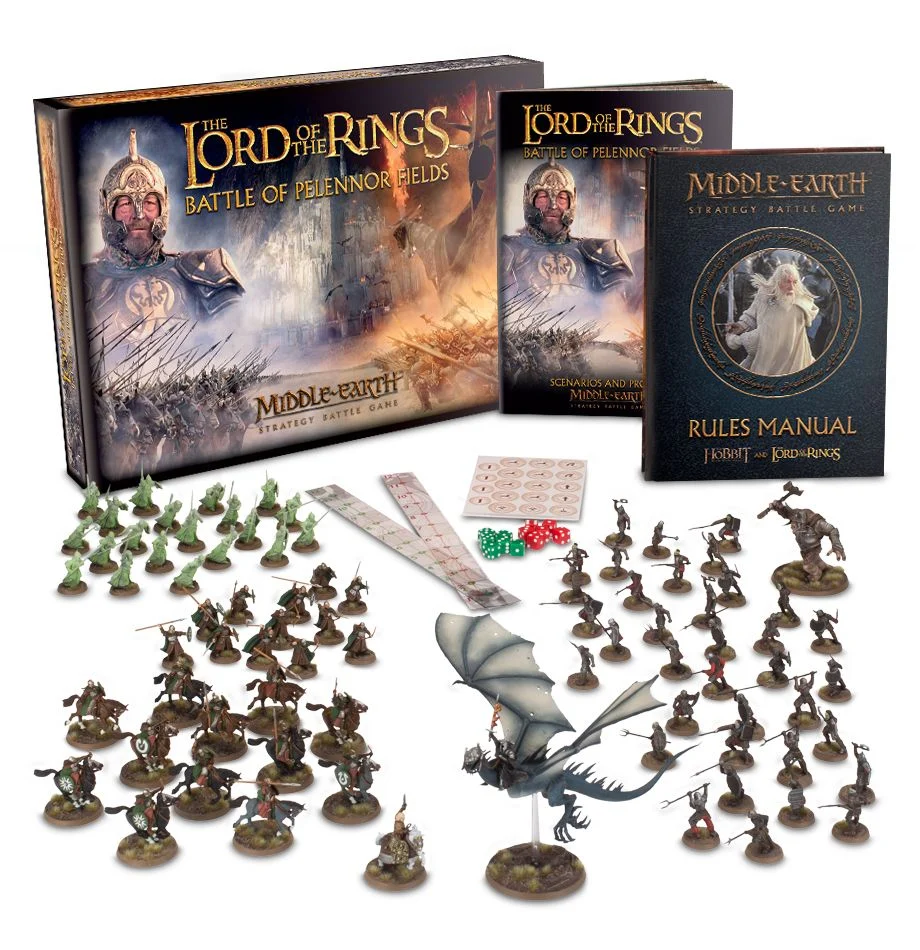 THE
LORD OF THE RINGS
BATTLE OF PELENNOR FIELDS
MIDDLE-EARTH
STRATEGY BATTLE GAME
THE
LORD OF THE RINGS
BATTLE OF PELENNOR FIELDS
SCENARIOS AND
MIDDLE-EARTH
STRATEGY BATTLE
MIDDLE-EARTH
STRATEGY BATTLE GAME
RULES MANUAL
THE HOBBIT AND THE LORD OF THE RINGS